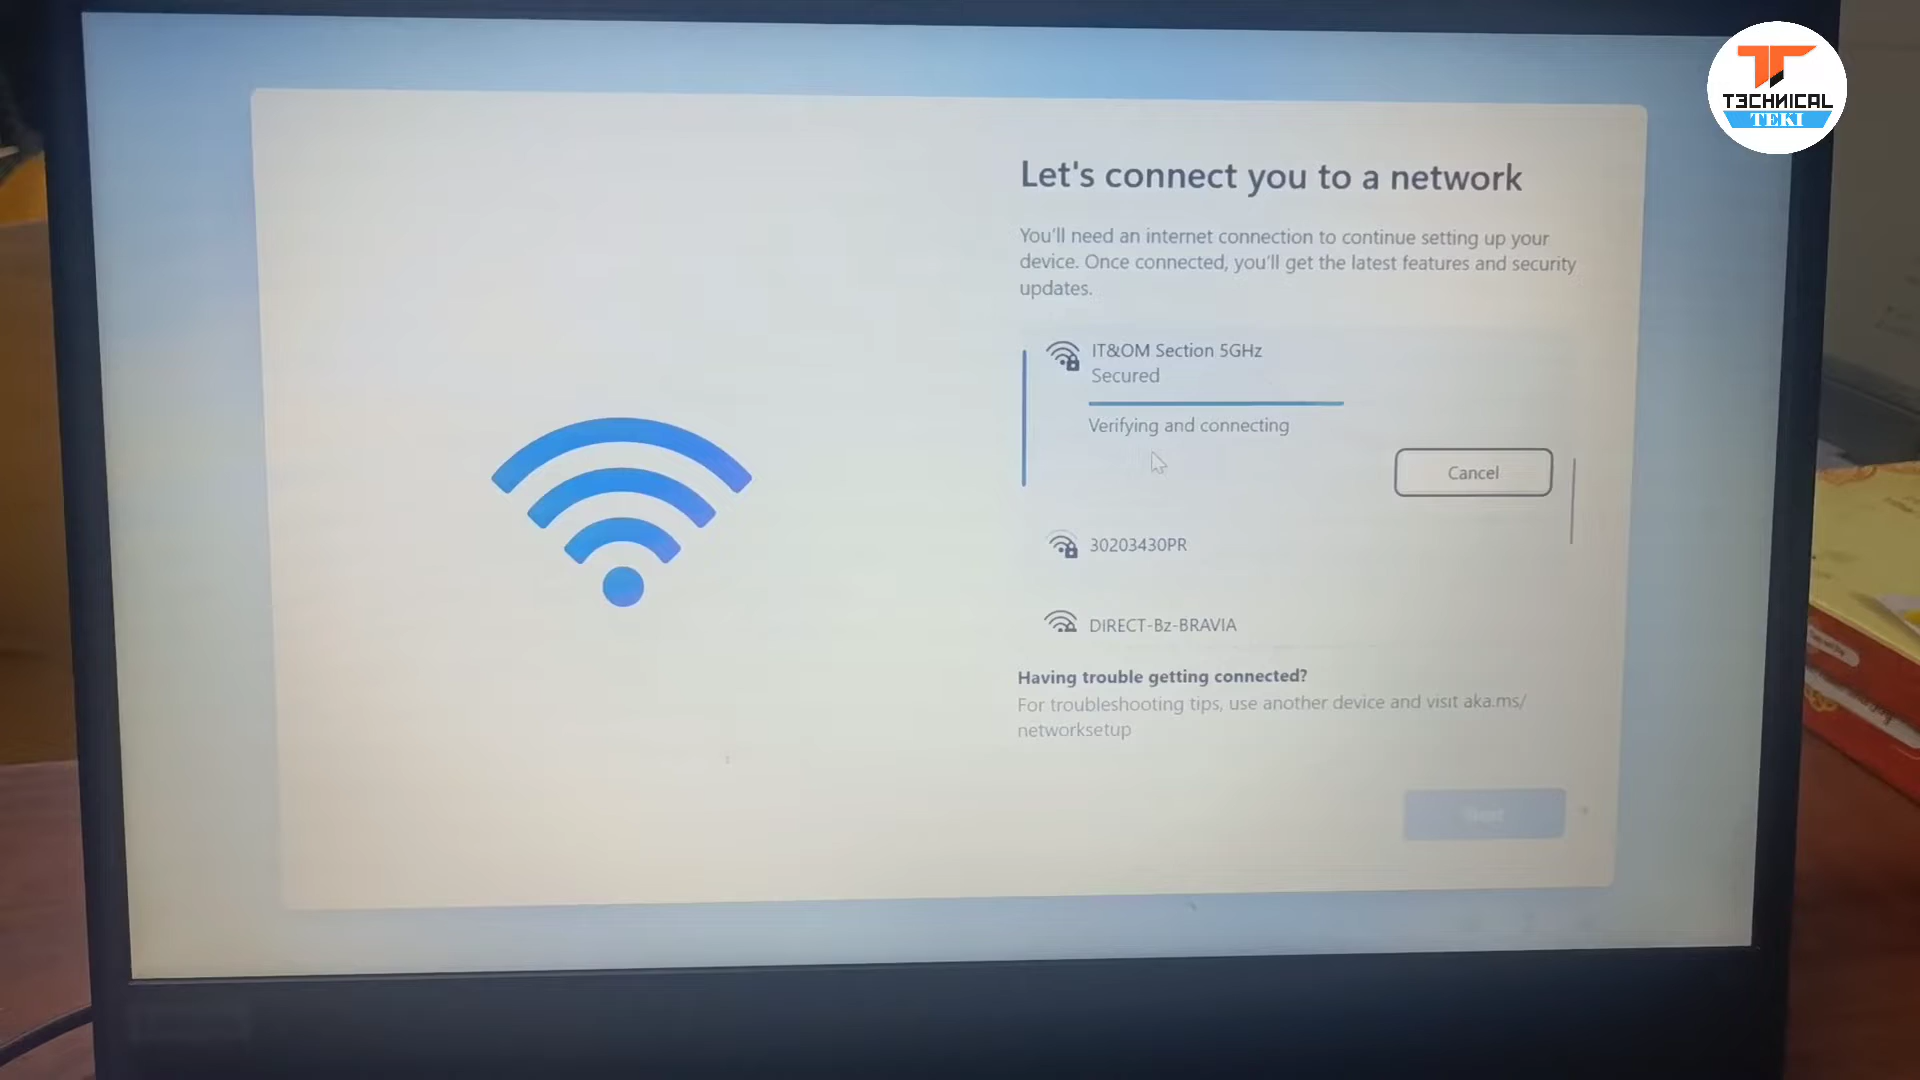 T3CHNICAL
TEKI
Let's connect you to a network
You'll need an internet connection to continue setting up your
device. Once connected, you'll get the latest features and security
updates.
IT&OM Section 5GHz
Secured
Verifying and connecting
Cancel
30203430PR
DIRECT-Bz-BRAVIA
Having trouble getting connected?
For troubleshooting tips, use another device and visit aka.ms/
networksetup
Next